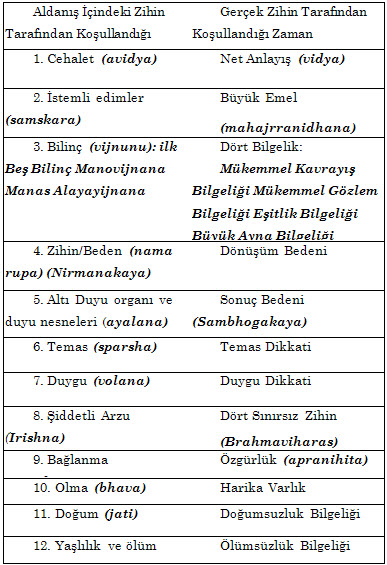 Aldanış İçindeki Zihin
Tarafından Koşullandığı
Gerçek Zihin Tarafından
Koşullandığı Zaman
1. Cehalet (avidya)
Net Anlayış (vidya)
2. İstemli edimler
(samskara)
Büyük Emel
(mahajrranidhana)
3. Bilinç (vijnunu): ilk
Beş Bilinç Manovijnana
Manas Alayayijnana
Dört Bilgelik:
Mükemmel Kavrayış
Bilgeliği Mükemmel Gözlem
Bilgeliği Eşitlik Bilgeliği
Büyük Ayna Bilgeliği
4. Zihin/Beden (nama
rupa) (Nirmanakaya)
Dönüşüm Bedeni
5. Altı Duyu organı ve
duyu nesneleri (ayalana)
Sonuç Bedeni
(Sambhogakaya)
6. Temas (sparsha)
Temas Dikkati
7. Duygu (volana)
Duygu Dikkati
8. Şiddetli Arzu
(Irishna)
Dört Sınırsız Zihin
(Brahmaviharas)
9. Bağlanma
Özgürlük (apranihita)
10. Olma (bhava)
Harika Varlık
11. Doğum (jati)
Doğumsuzluk Bilgeliği
12. Yaşlılık ve ölüm
Ölümsüzlük Bilgeliği